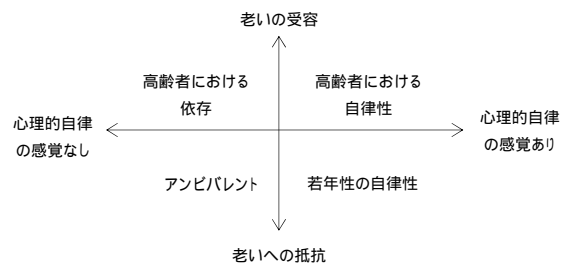 老いの受容
高齢者における
依存
高齢者における
自律性
心理的自律
の感覚なし
心理的自律
の感覚あり
アンビバレント
若年性の自律性
老いへの抵抗